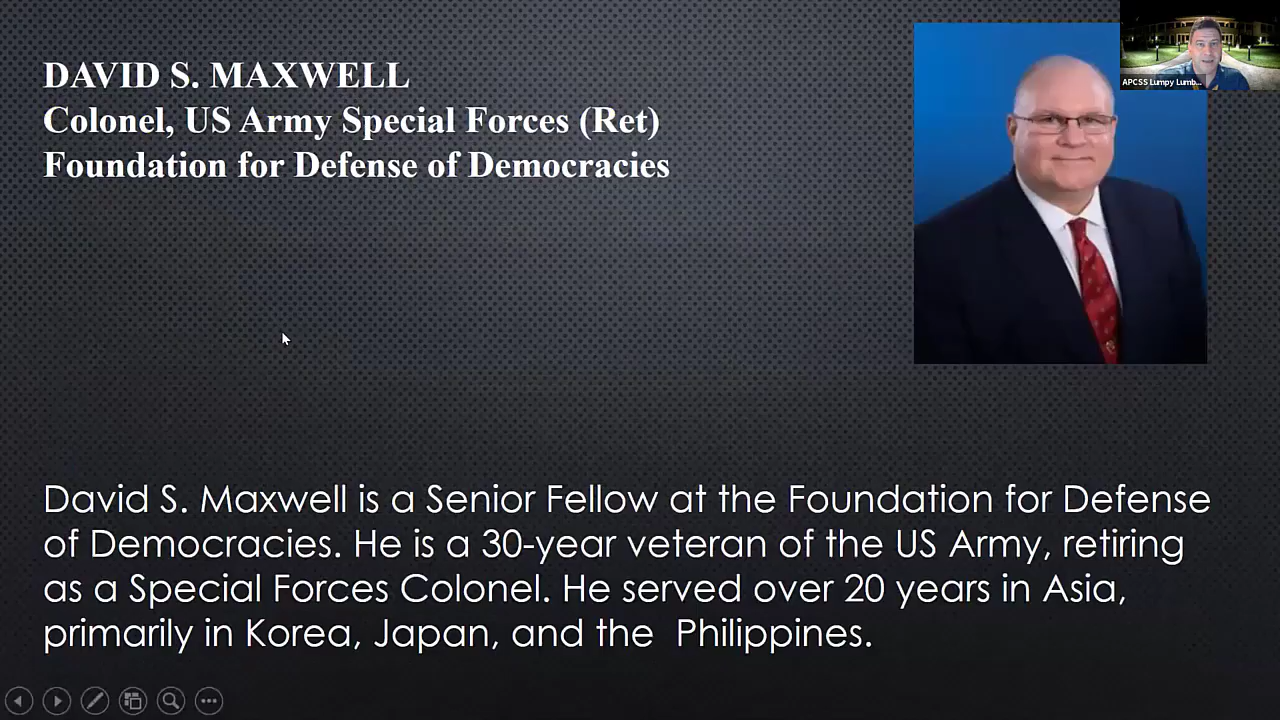 DAVID S. MAXWELL
Colonel, US Army Special Forces (Ret)
Foundation for Defense of Democracies
APCSS Lumpy Lumb...
David S. Maxwell is a Senior Fellow at the Foundation for Defense
of Democracies. He is a 30-year veteran of the US Army, retiring
as a Special Forces Colonel. He served over 20 years in Asia,
primarily in Korea, Japan, and the  Philippines.